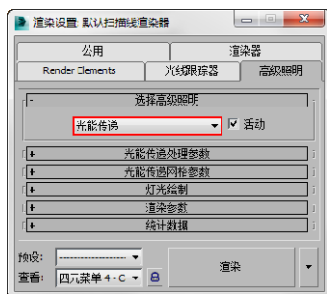 渲染设置: 默认扫描线渲染器
公用 渲染器
Render Elements 光线跟踪器 高级照明
- 选择高级照明
光能传递 活动
+ 光能传递处理参数
+ 光能传递网格参数
+ 灯光绘制
+ 渲染参数
+ 统计数据
预设: --------------------
查看: 四元菜单 4 - C 渲染